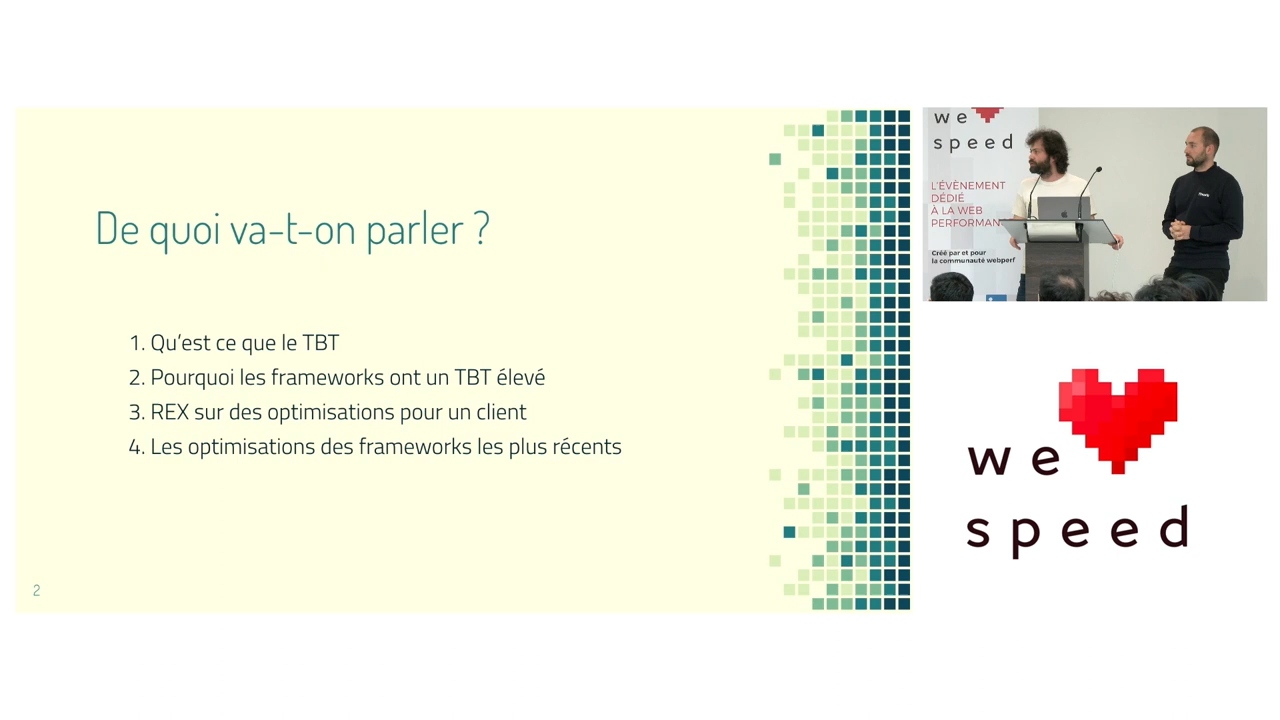 De quoi va-t-on parler ?
1. Qu'est ce que le TBT
2. Pourquoi les frameworks ont un TBT élevé
3. REX sur des optimisations pour un client
4. Les optimisations des frameworks les plus récents
2
we
speed
L'ÉVÈNEMENT
DÉDIÉ
À LA WEB
PERFORMAN
Créé par et pour
la communauté webperf
we
speed